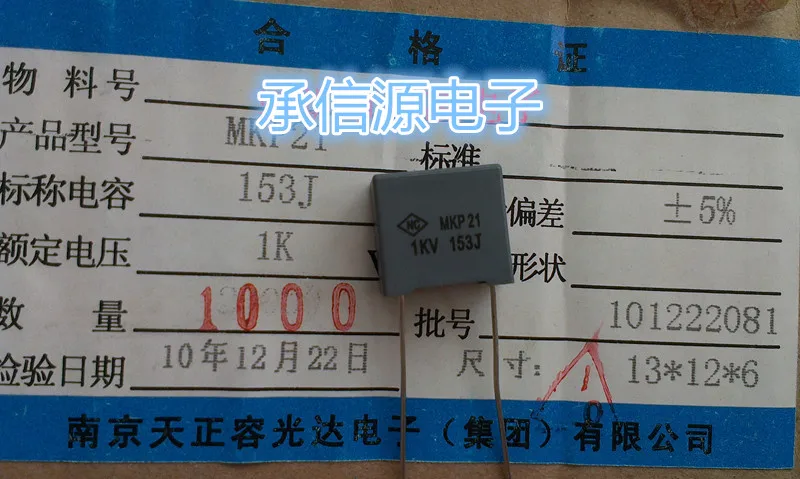 合格证
承信源电子
物料号
产品型号 MKP21 标准
标称电容 153J 偏差 ±5%
额定电压 1K 形状
NC MKP21
1KV 153J
数量 1000 批号 101222081
检验日期 10年12月22日 尺寸: 13*12*6
南京天正容光达电子（集团）有限公司